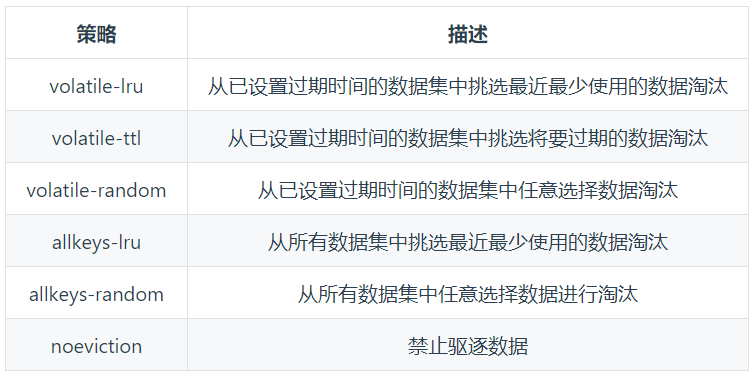 策略 描述
volatile-lru 从已设置过期时间的数据集中挑选最近最少使用的数据淘汰
volatile-ttl 从已设置过期时间的数据集中挑选将要过期的数据淘汰
volatile-random 从已设置过期时间的数据集中任意选择数据淘汰
allkeys-lru 从所有数据集中挑选最近最少使用的数据淘汰
allkeys-random 从所有数据集中任意选择数据进行淘汰
noeviction 禁止驱逐数据